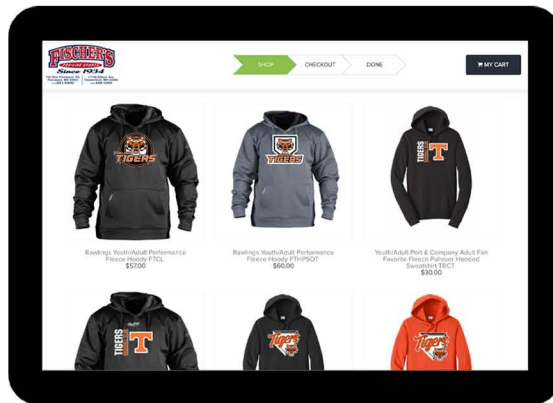 FISCHER'S
Since 1934
SHOP
CHECKOUT
DONE
MY CART
TIGERS
TIGERS
TIGERS
T
Rawlings Youth/Adult Performance
Fleece Hoody FTCL
$57.00
Rawlings Youth/Adult Performance
Fleece Hoody FTHPSOT
$60.00
Youth/Adult Port & Company Adult Fan
Favorite Fleece Pullover Hooded
Sweatshirt TBCT
$30.00
TIGERS
T
Tigers
Tigers